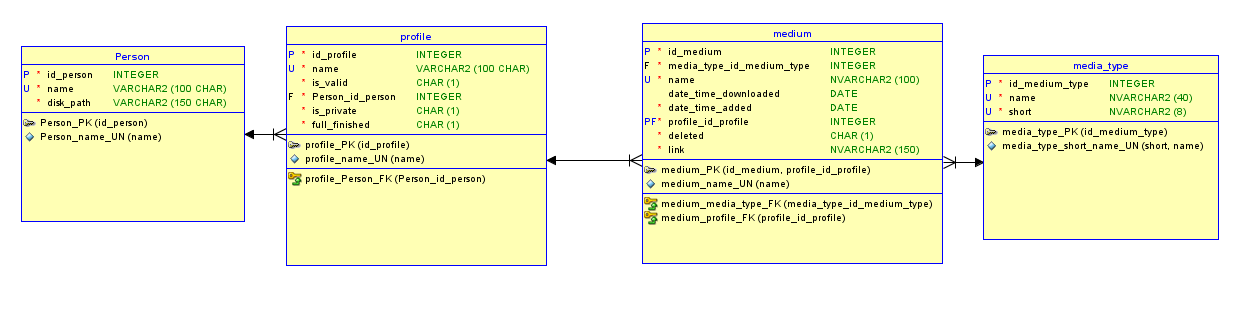 Person
P * id_person INTEGER
U * name VARCHAR2 (100 CHAR)
* disk_path VARCHAR2 (150 CHAR)
Person_PK (id_person)
Person_name_UN (name)
profile
P * id_profile INTEGER
U * name VARCHAR2 (100 CHAR)
* is_valid CHAR (1)
F * Person_id_person INTEGER
* is_private CHAR (1)
* full_finished CHAR (1)
profile_PK (id_profile)
profile_name_UN (name)
profile_Person_FK (Person_id_person)
medium
P * id_medium INTEGER
F * media_type_id_medium_type INTEGER
U * name NVARCHAR2 (100)
date_time_downloaded DATE
* date_time_added DATE
PF* profile_id_profile INTEGER
* deleted CHAR (1)
* link NVARCHAR2 (150)
medium_PK (id_medium, profile_id_profile)
medium_name_UN (name)
medium_media_type_FK (media_type_id_medium_type)
medium_profile_FK (profile_id_profile)
media_type
P * id_medium_type INTEGER
U * name NVARCHAR2 (40)
U * short NVARCHAR2 (8)
media_type_PK (id_medium_type)
media_type_short_name_UN (short, name)